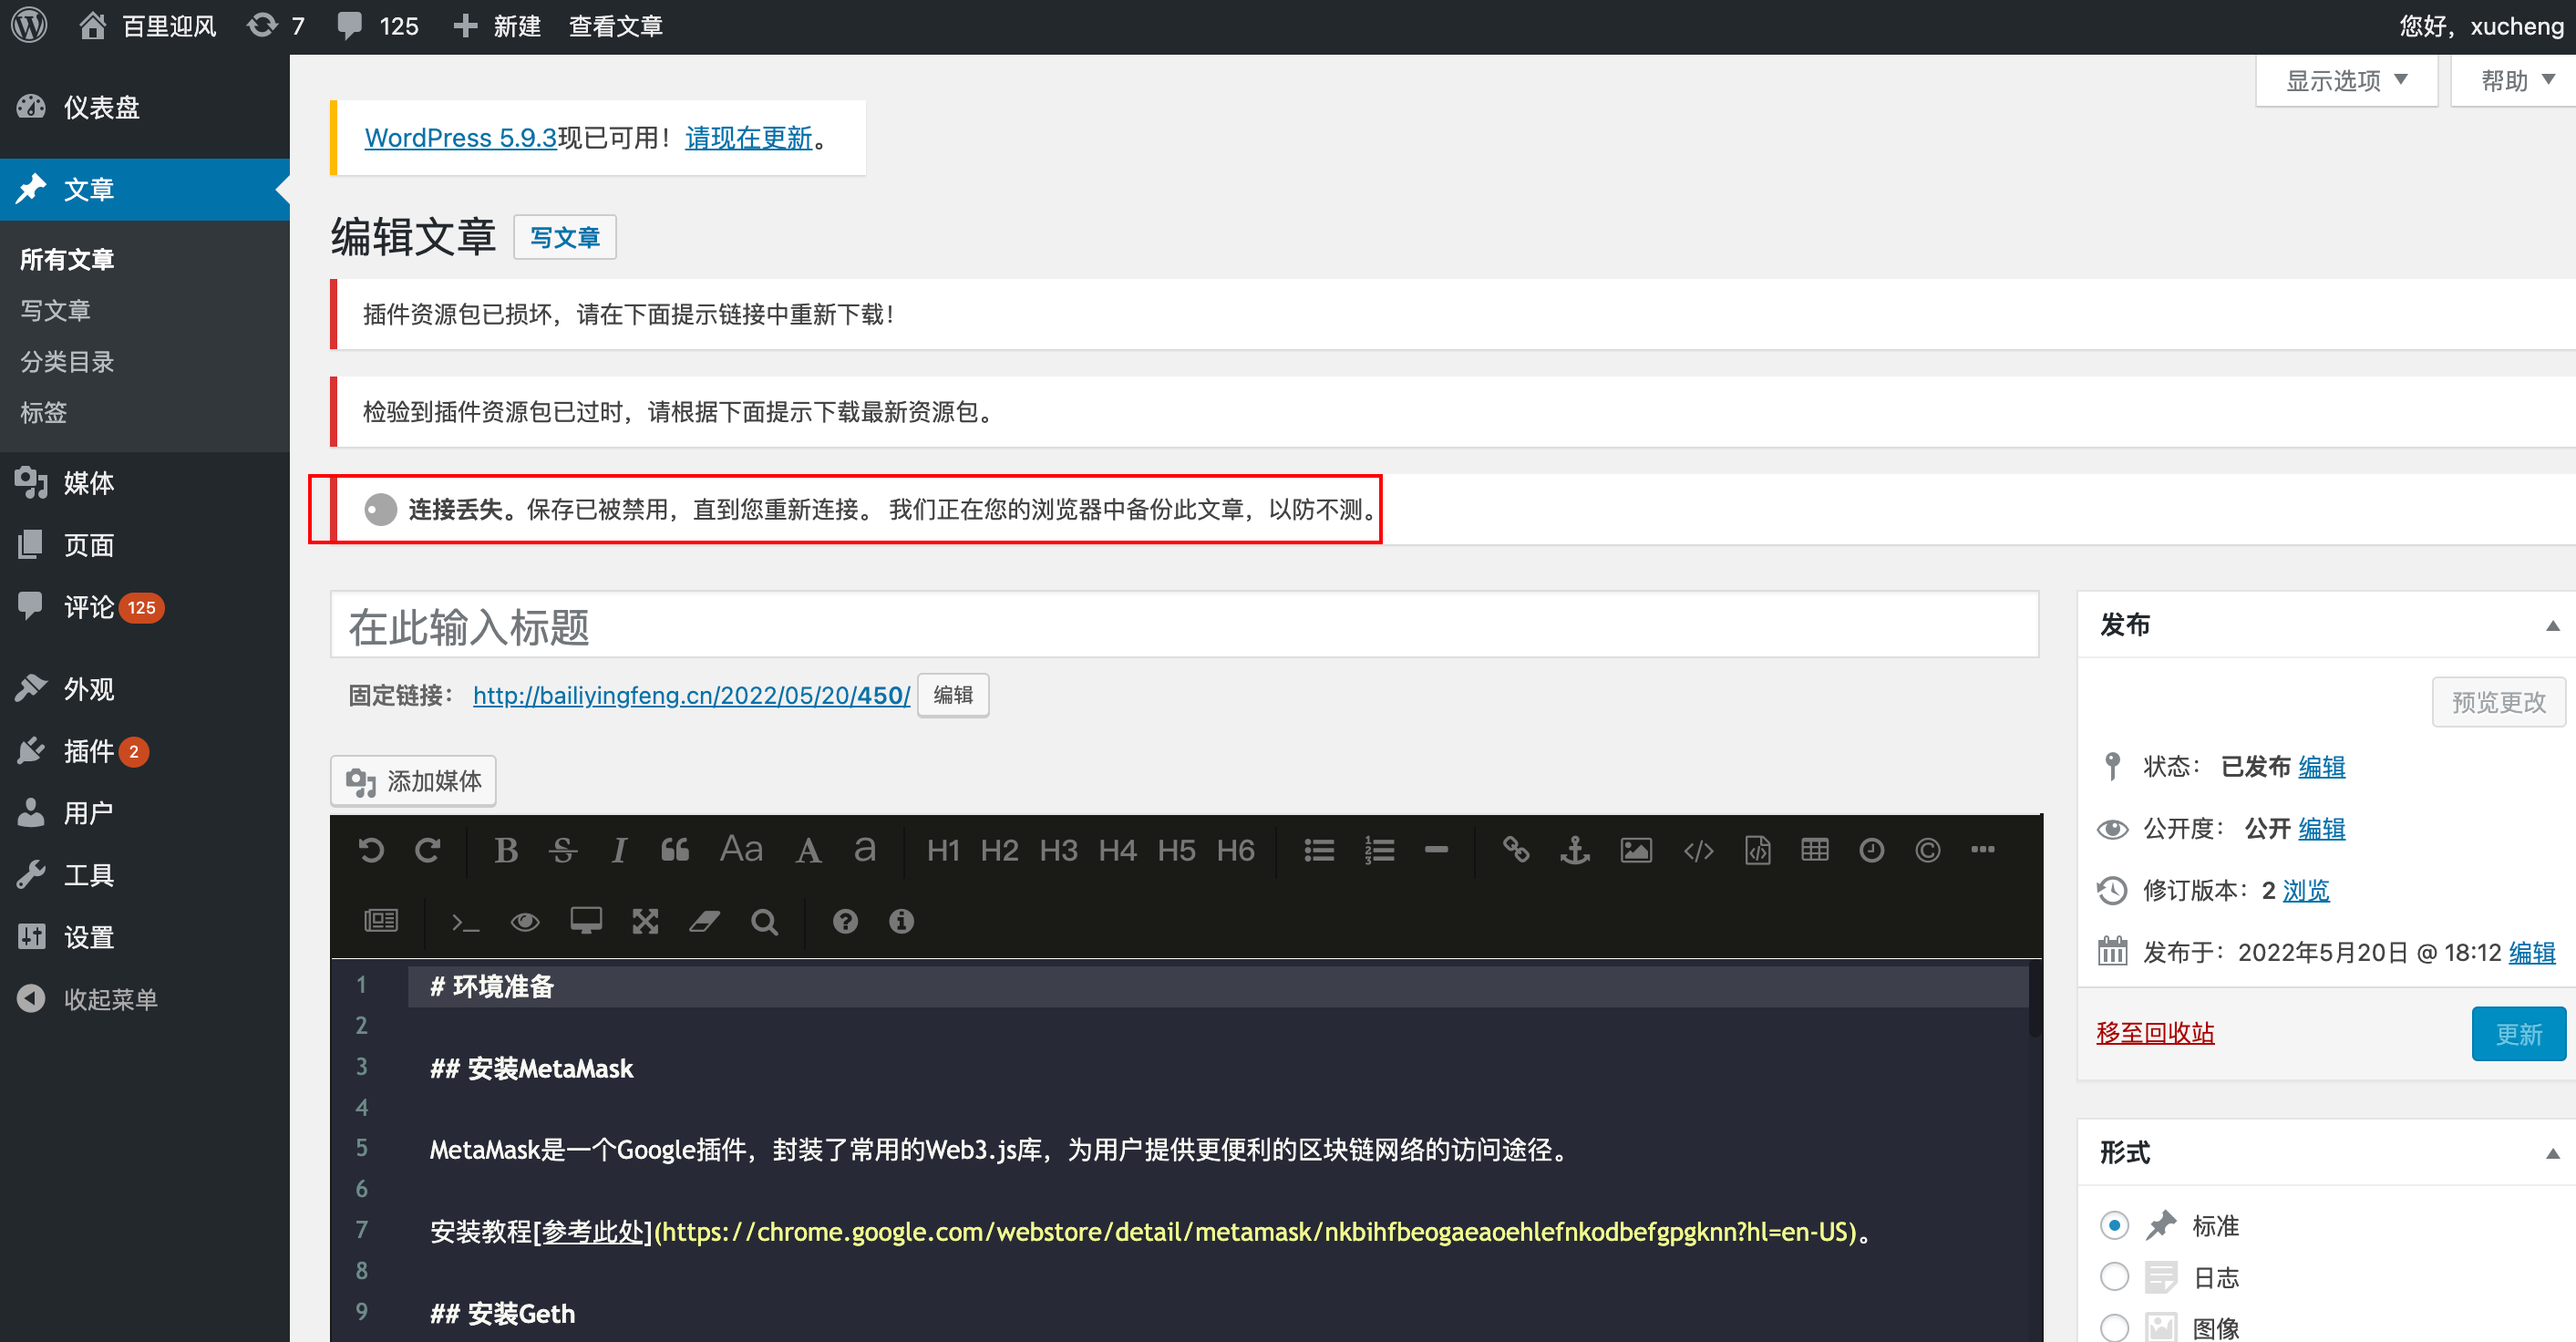 百里迎风 7 125 新建 查看文章 您好，xucheng
显示选项 帮助
仪表盘
文章
所有文章
写文章
分类目录
标签
媒体
页面
评论 125
外观
插件 2
用户
工具
设置
收起菜单
WordPress 5.9.3现已可用！请现在更新。
编辑文章 写文章
插件资源包已损坏，请在下面提示链接中重新下载！
检验到插件资源包已过时，请根据下面提示下载最新资源包。
连接丢失。保存已被禁用，直到您重新连接。 我们正在您的浏览器中备份此文章，以防不测。
在此输入标题
固定链接： http://bailiyingfeng.cn/2022/05/20/450/ 编辑
添加媒体
B S I Aa A a H1 H2 H3 H4 H5 H6
1 # 环境准备
2
3 ## 安装MetaMask
4
5 MetaMask是一个Google插件，封装了常用的Web3.js库，为用户提供更便利的区块链网络的访问途径。
6
7 安装教程[参考此处](https://chrome.google.com/webstore/detail/metamask/nkbihfbeogaeaoehlefnkodbefgpgknn?hl=en-US)。
8
9 ## 安装Geth
发布
预览更改
状态： 已发布 编辑
公开度： 公开 编辑
修订版本：2 浏览
发布于：2022年5月20日 @ 18:12 编辑
移至回收站 更新
形式
标准
日志
图像